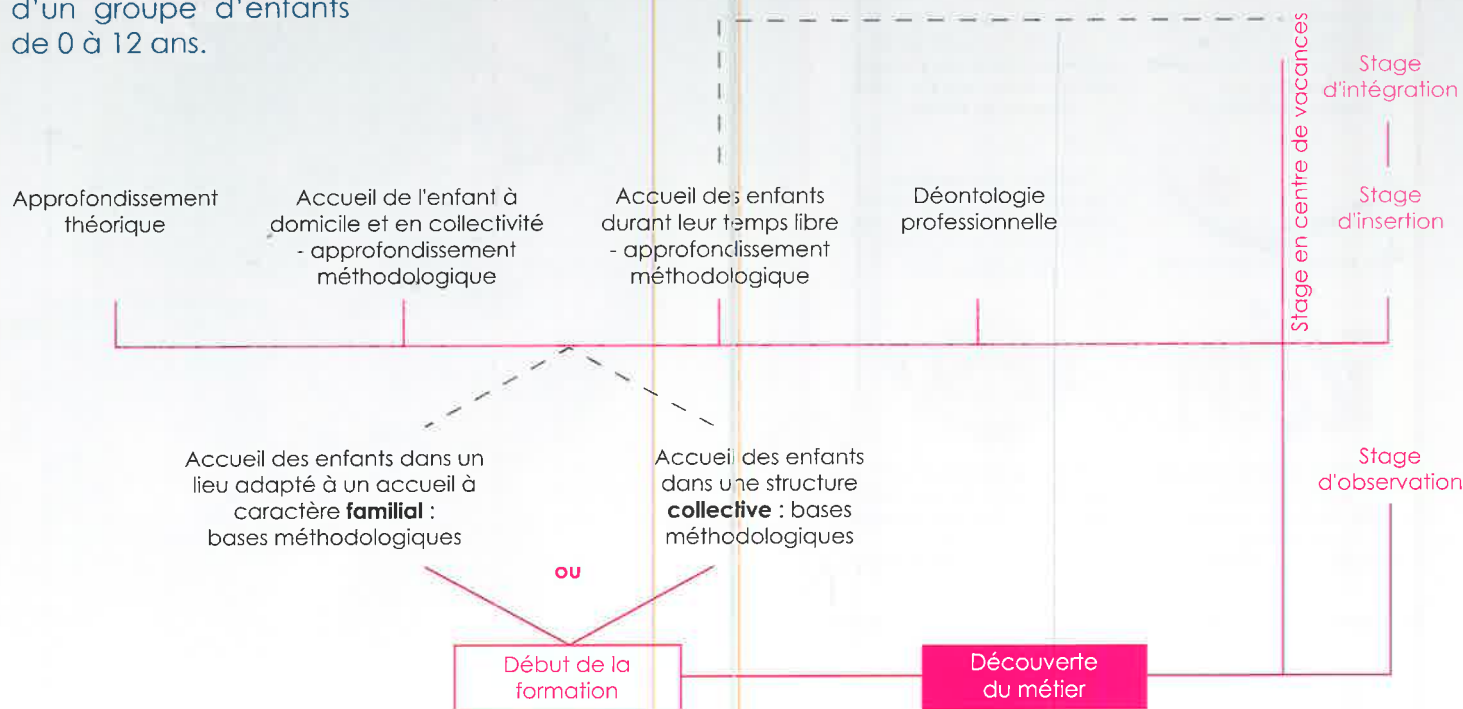 d'un groupe d'enfants
de 0 à 12 ans.
Stage en centre de vacances
Stage
d'intégration
Approfondissement
théorique
Accueil de l'enfant à
domicile et en collectivité
- approfondissement
méthodologique
Accueil des enfants
durant leur temps libre
- approfondissement
méthodologique
Déontologie
professionnelle
Stage
d'insertion
Accueil des enfants dans un
lieu adapté à un accueil à
caractère familial :
bases méthodologiques
Accueil des enfants
dans une structure
collective : bases
méthodologiques
Stage
d'observation
ou
Début de la
formation
Découverte
du métier